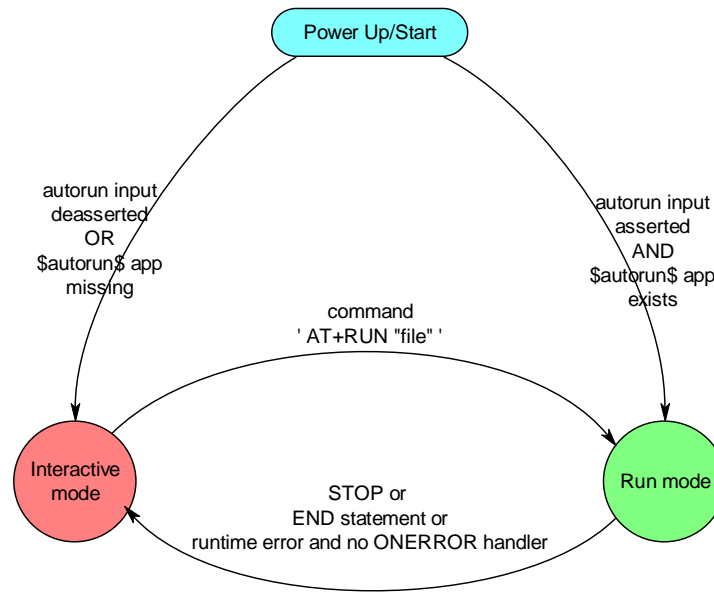 Power Up/Start
autorun input
deasserted
OR
$autorun$ app
missing
autorun input
asserted
AND
$autorun$ app
exists
command
' AT+RUN "file" '
Interactive
mode
Run mode
STOP or
END statement or
runtime error and no ONERROR handler